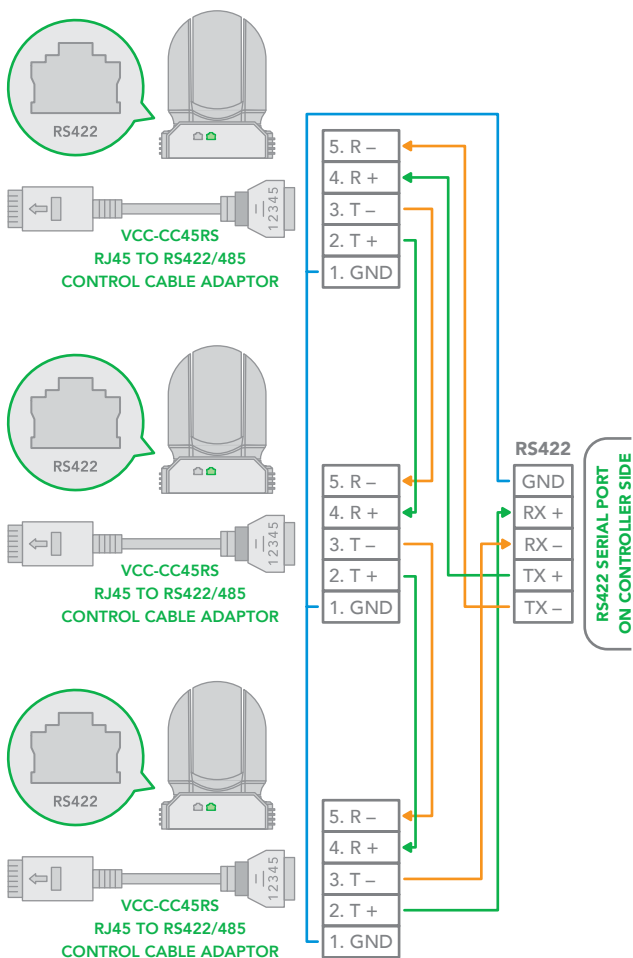 RS422
VCC-CC45RS
RJ45 TO RS422/485
CONTROL CABLE ADAPTOR
12345
5. R –
4. R +
3. T –
2. T +
1. GND
RS422
VCC-CC45RS
RJ45 TO RS422/485
CONTROL CABLE ADAPTOR
12345
5. R –
4. R +
3. T –
2. T +
1. GND
RS422
GND
RX +
RX –
TX +
TX –
RS422 SERIAL PORT
ON CONTROLLER SIDE
RS422
VCC-CC45RS
RJ45 TO RS422/485
CONTROL CABLE ADAPTOR
12345
5. R –
4. R +
3. T –
2. T +
1. GND